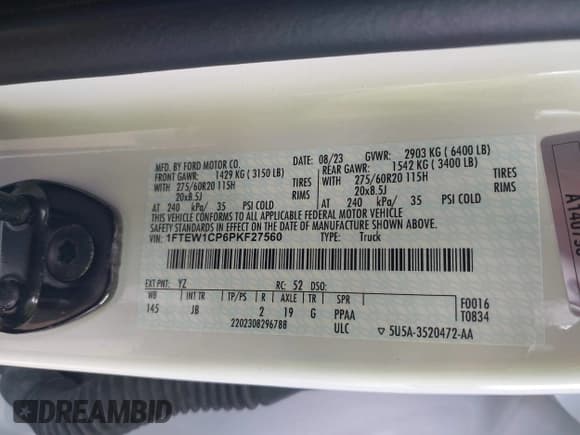 MFD. BY FORD MOTOR CO.
08/23 GVWR: 2903 KG ( 6400 LB)
FRONT GAWR: 1429 KG ( 3150 LB)
REAR GAWR: 1542 KG ( 3400 LB)
WITH 275/60R20 115H TIRES
275/60R20 115H TIRES
20x8.5J RIMS
20x8.5J RIMS
AT 240 kPa/ 35 PSI COLD
AT 240 kPa/ 35 PSI COLD
THIS VEHICLE CONFORMS TO ALL APPLICABLE FEDERAL MOTOR VEHICLE
SAFETY STANDARDS IN EFFECT ON THE DATE OF MANUFACTURE SHOWN ABOVE.
VIN: 1FTEW1CP6PKF27560
TYPE: Truck
EXT PNT: YZ RC: 52 DSO:
WB INT TR TP/PS R AXLE TR SPR
145 JB 2 19 G PPAA
F0016
T0834
2202308296788 ULC
5U5A-3520472-AA
DREAMBID